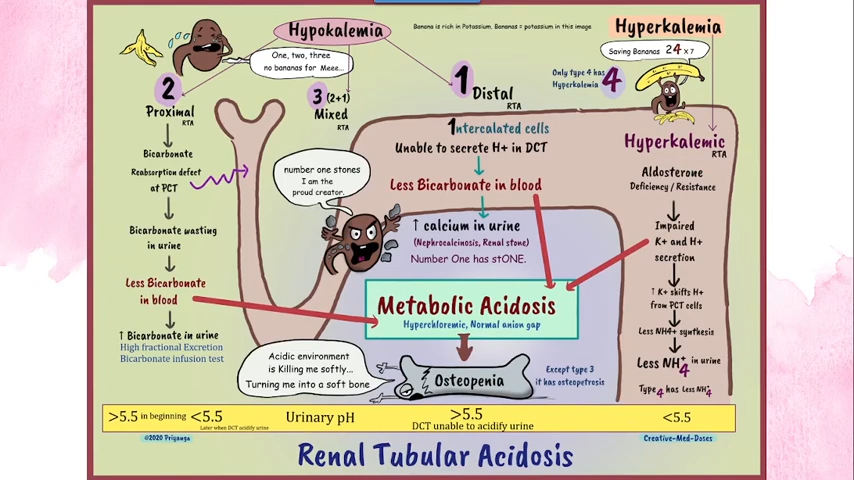 Hypokalemia
Banana is rich in Potassium. Bananas = potassium in this image
Hyperkalemia
One, two, three
no bananas for Meee...
Saving Bananas 24 x 7
Only type 4 has
Hyperkalemia
4
2
Proximal
RTA
3 (2+1)
Mixed
RTA
1
Distal
RTA
Bicarbonate
Reabsorption defect
at PCT
Bicarbonate wasting
in urine
Less Bicarbonate
in blood
↑ Bicarbonate in urine
High fractional Excretion
Bicarbonate infusion test
number one stones
I am the
proud creator.
1ntercalated cells
Unable to secrete H+ in DCT
Less Bicarbonate in blood
↑ calcium in urine
(Nephrocalcinosis, Renal stone)
Number One has stONE.
Hyperkalemic
RTA
Aldosterone
Deficiency / Resistance
Impaired
K+ and H+
secretion
↑ K+ shifts H+
from PCT cells
Less NH4+ synthesis
Less NH4+ in urine
Type 4 has Less NH4+
Metabolic Acidosis
Hyperchloremic, Normal anion gap
Acidic environment
is Killing me softly...
Turning me into a soft bone
Osteopenia
Except type 3
it has osteopetrosis
>5.5 in beginning <5.5
Later when DCT acidify urine
Urinary pH
>5.5
DCT unable to acidify urine
<5.5
©2020 Priyanga
Creative-Med-Doses
Renal Tubular Acidosis